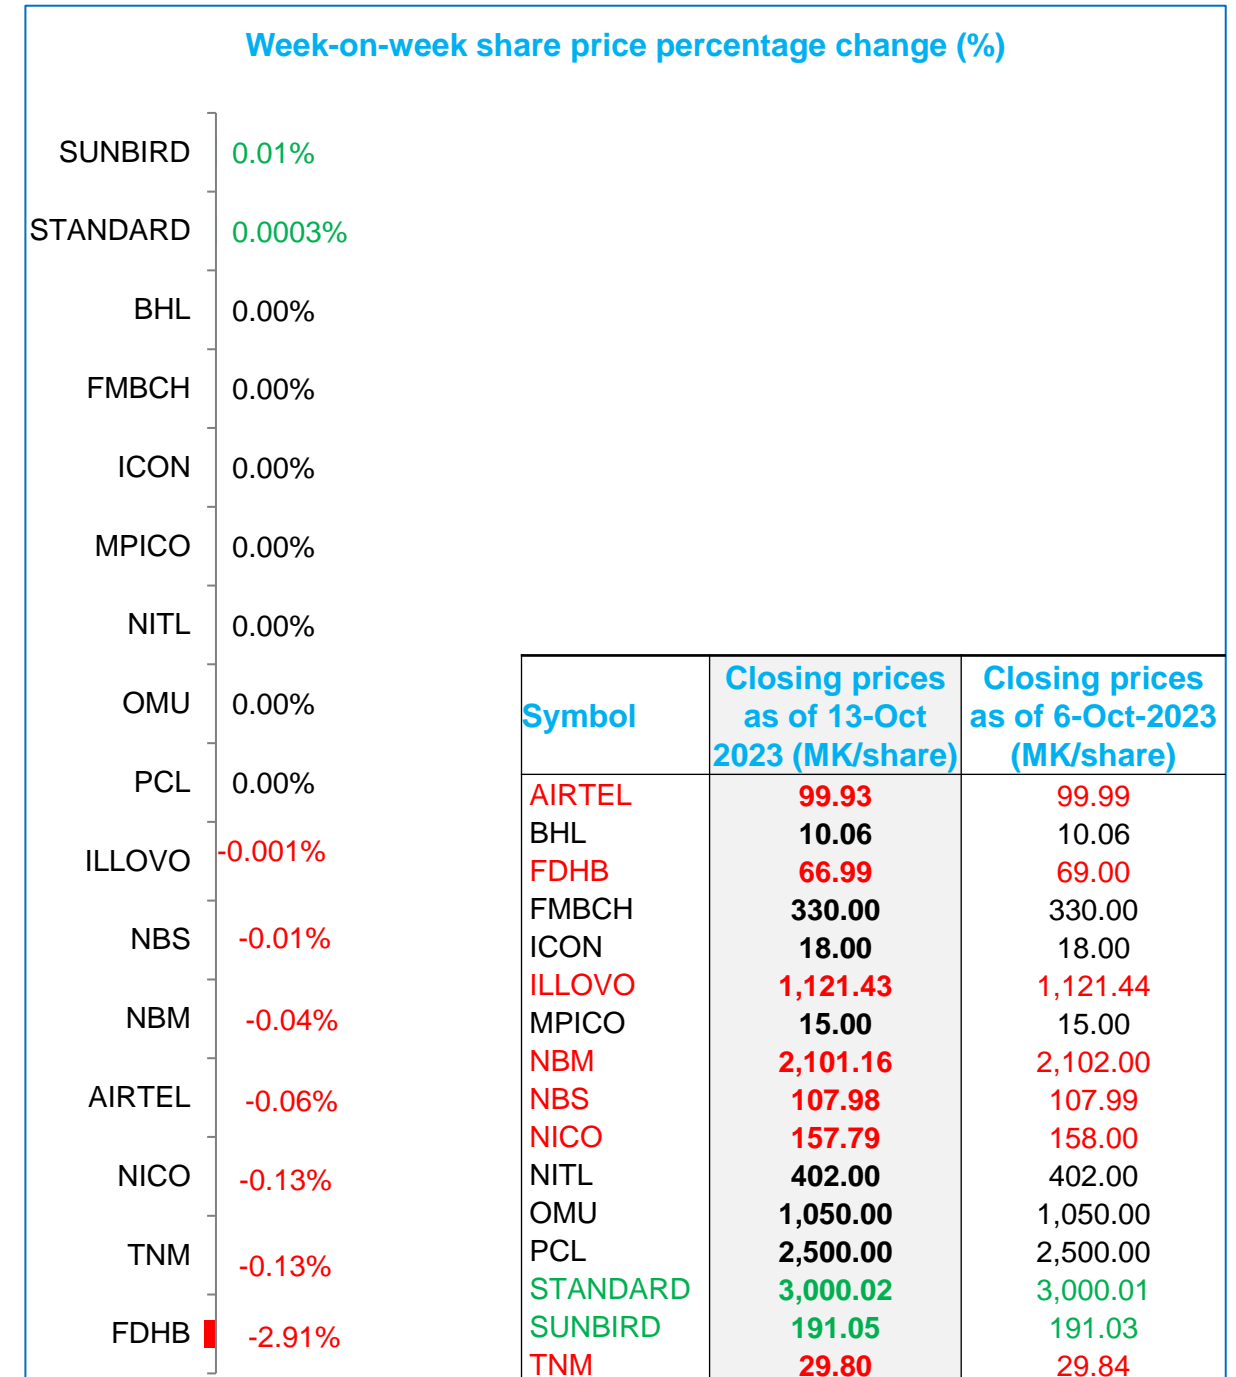 Week-on-week share price percentage change (%)
SUNBIRD 0.01%
STANDARD 0.0003%
BHL 0.00%
FMBCH 0.00%
ICON 0.00%
MPICO 0.00%
NITL 0.00%
OMU 0.00%
PCL 0.00%
ILLOVO -0.001%
NBS -0.01%
NBM -0.04%
AIRTEL -0.06%
NICO -0.13%
TNM -0.13%
FDHB -2.91%
Symbol
Closing prices
as of 13-Oct
2023 (MK/share)
Closing prices
as of 6-Oct-2023
(MK/share)
AIRTEL 99.93 99.99
BHL 10.06 10.06
FDHB 66.99 69.00
FMBCH 330.00 330.00
ICON 18.00 18.00
ILLOVO 1,121.43 1,121.44
MPICO 15.00 15.00
NBM 2,101.16 2,102.00
NBS 107.98 107.99
NICO 157.79 158.00
NITL 402.00 402.00
OMU 1,050.00 1,050.00
PCL 2,500.00 2,500.00
STANDARD 3,000.02 3,000.01
SUNBIRD 191.05 191.03
TNM 29.80 29.84